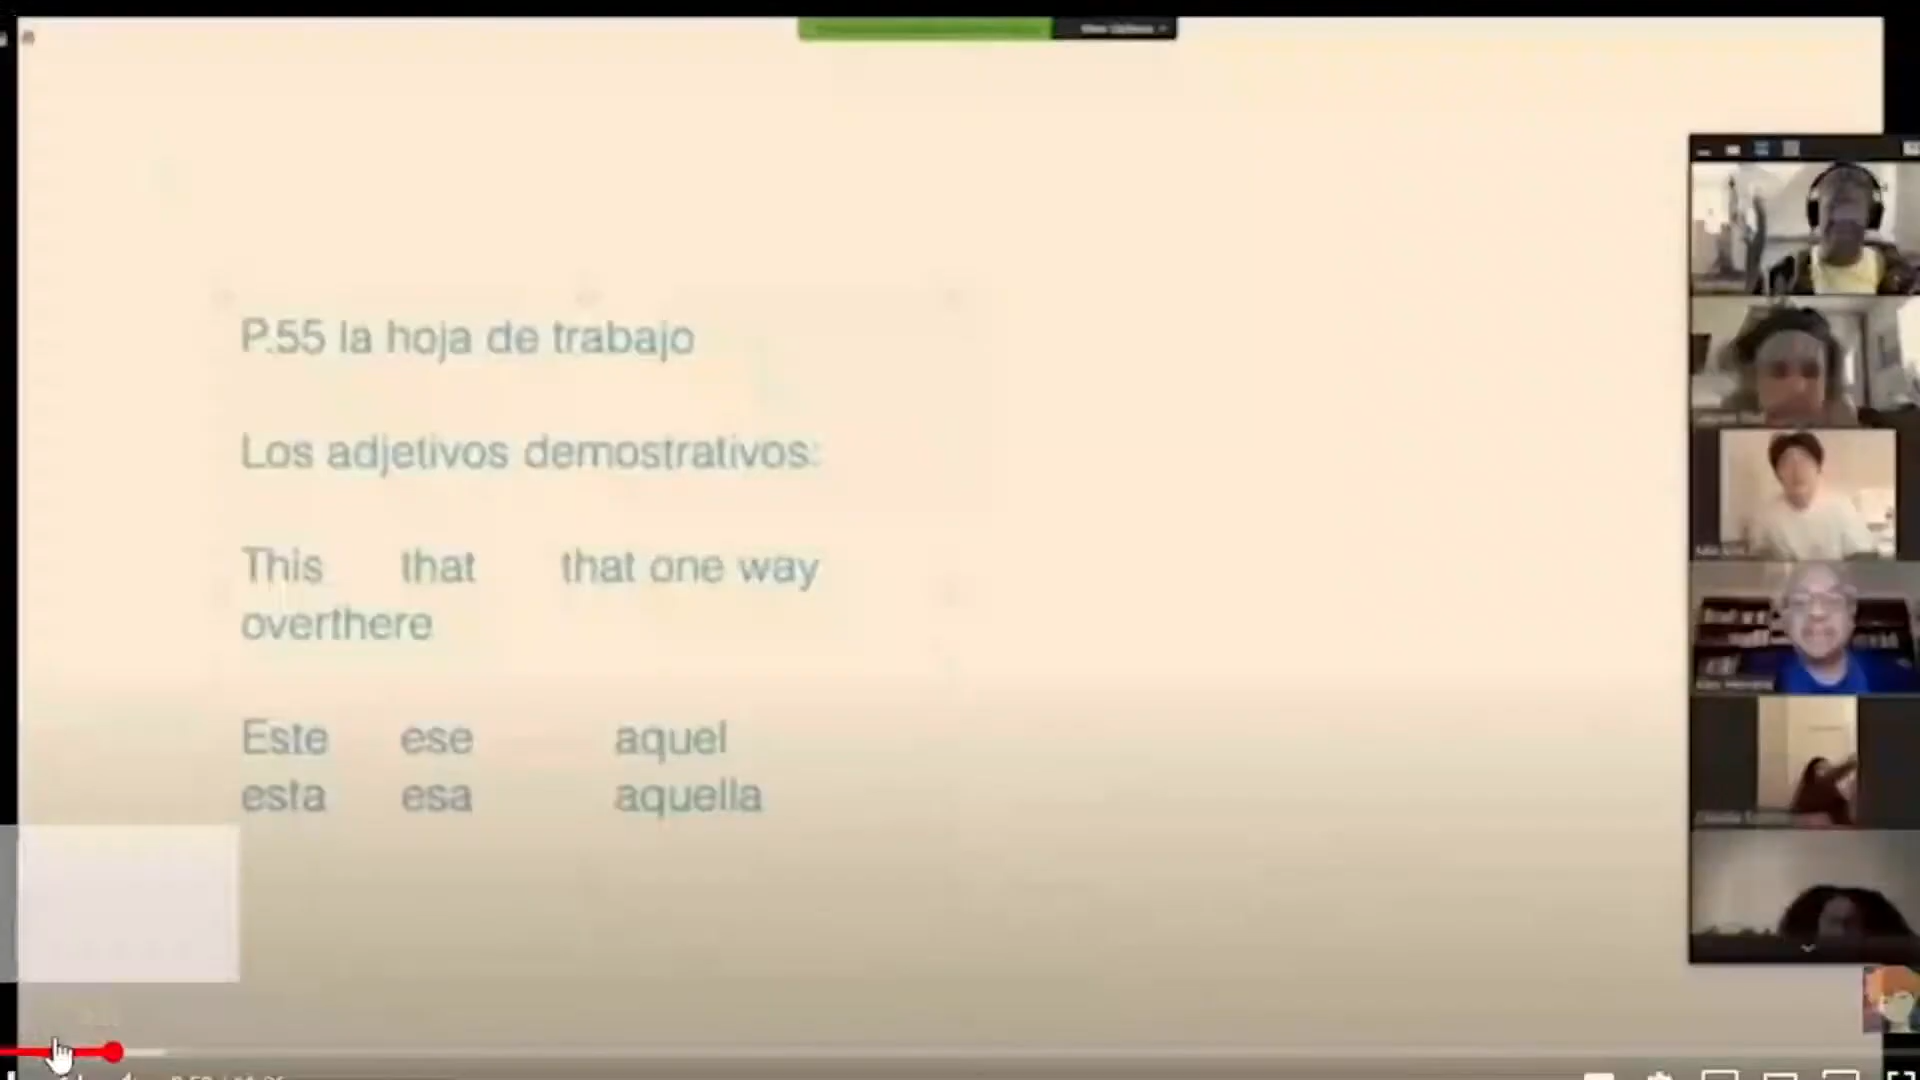 P.55 la hoja de trabajo
Los adjetivos demostrativos:
This that that one way
overthere
Este ese aquel
esta esa aquella